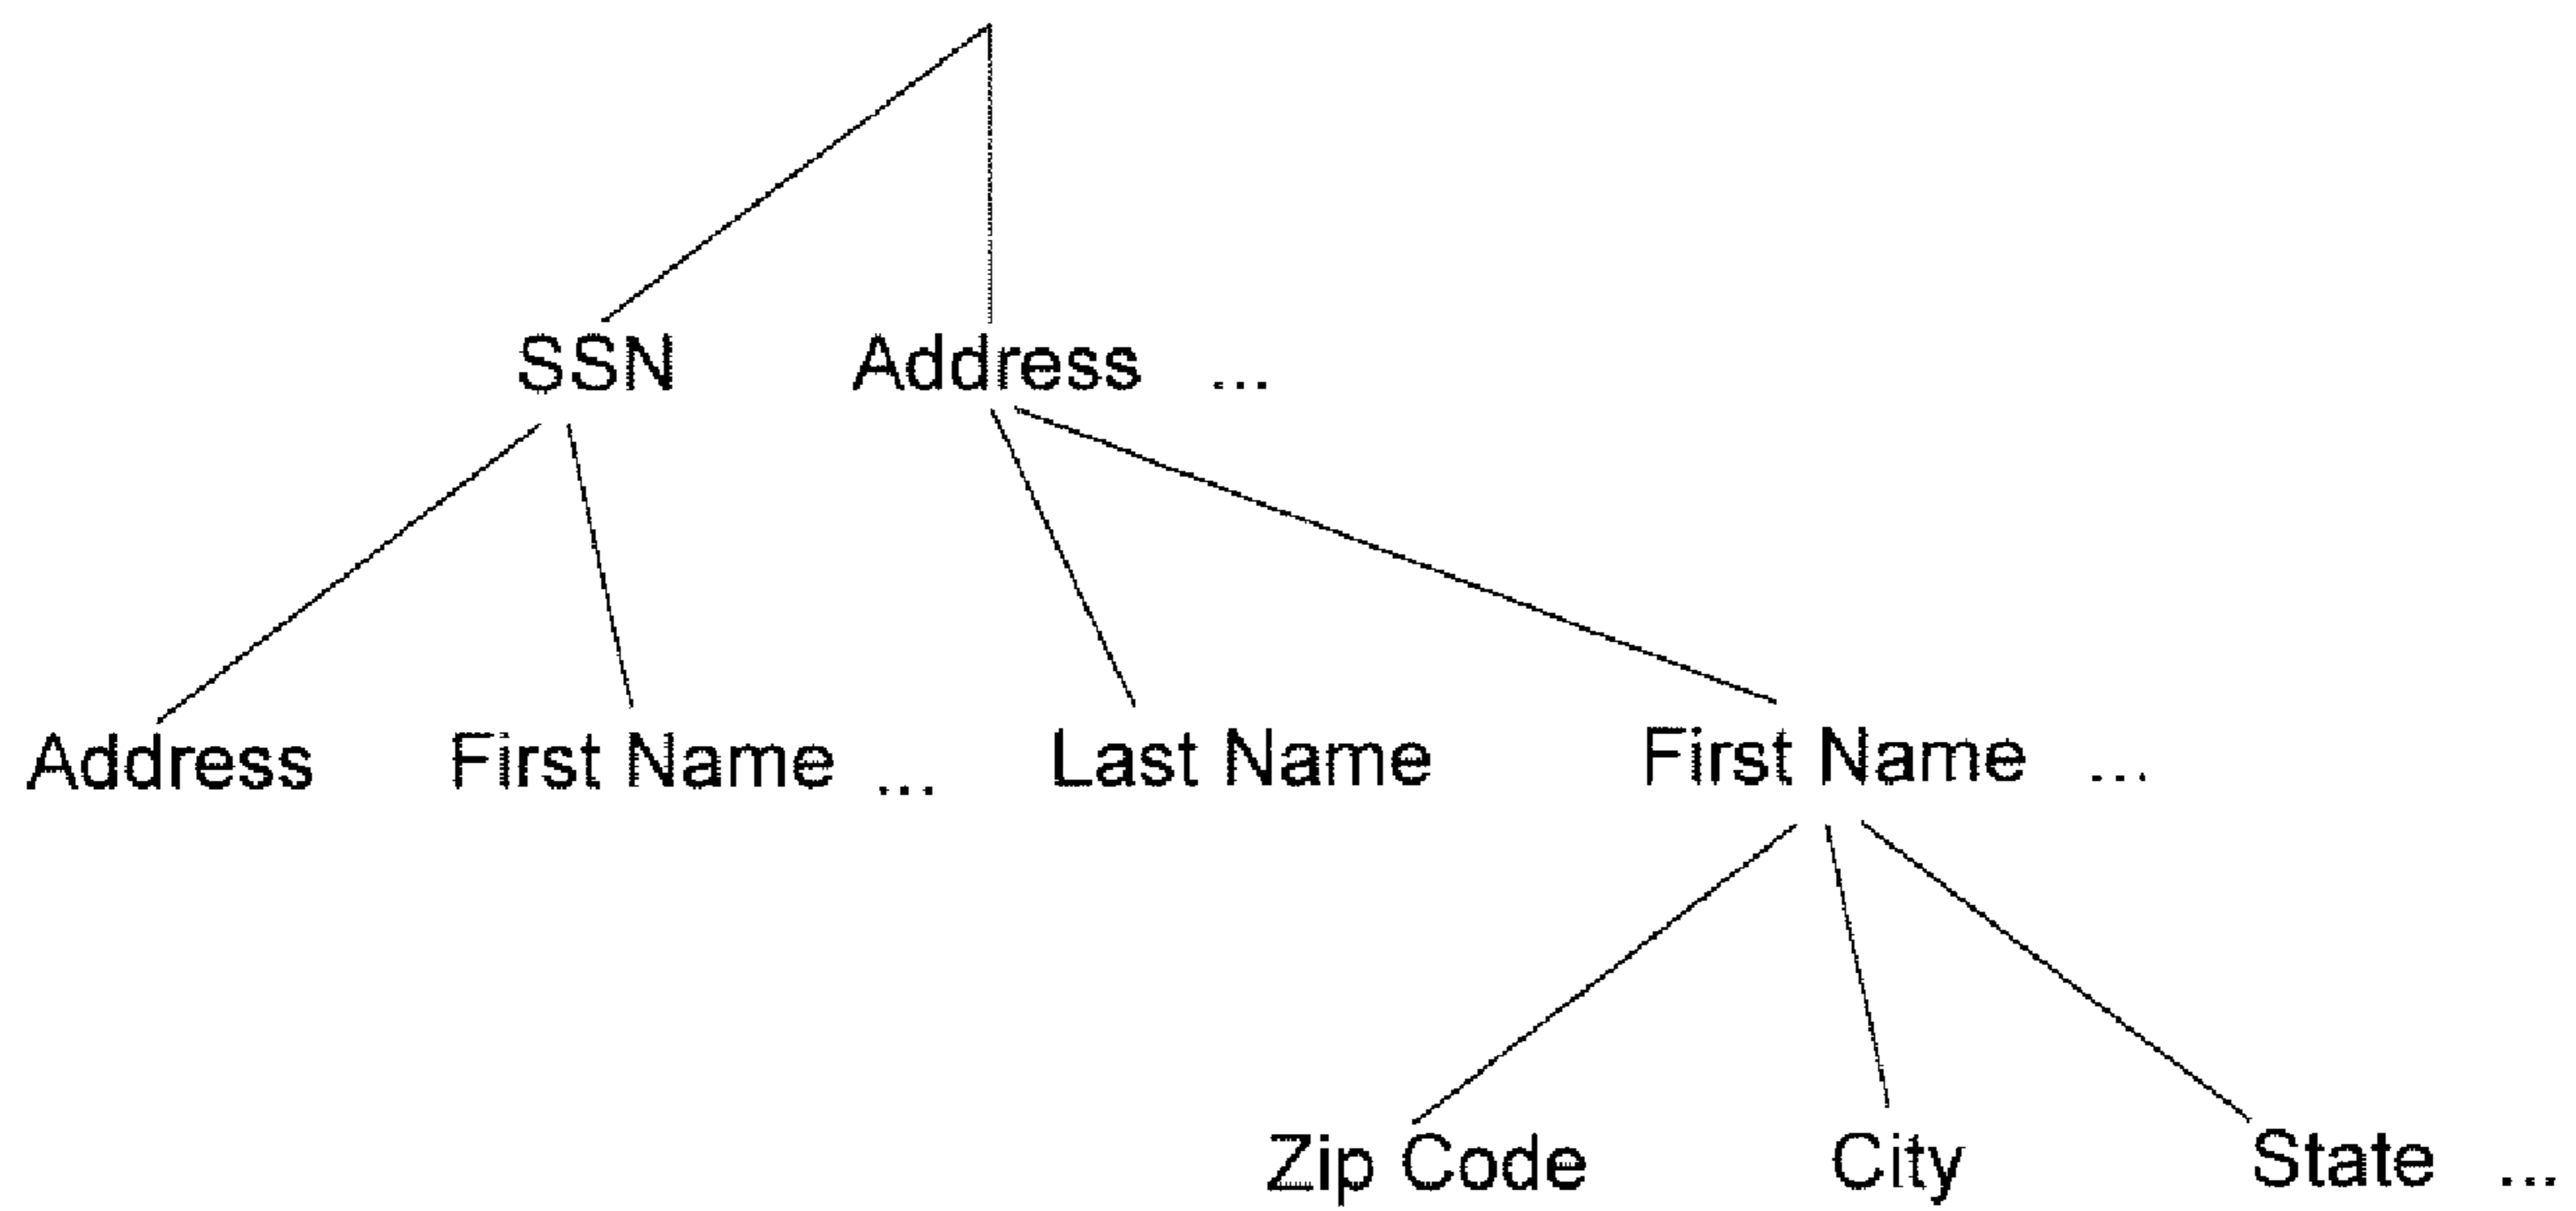 SSN Address ...
Address First Name ... Last Name First Name ...
Zip Code City State ...